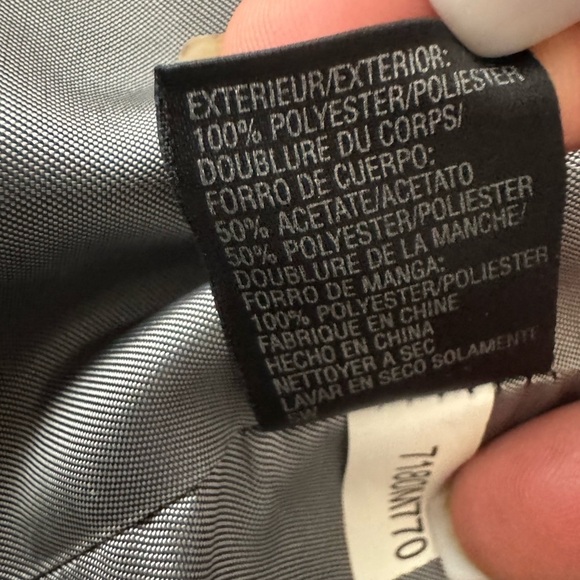 EXTERIEUR/EXTERIOR:
100% POLYESTER/POLIESTER
DOUBLURE DU CORPS/
FORRO DE CUERPO:
50% ACETATE/ACETATO
50% POLYESTER/POLIESTER
DOUBLURE DE LA MANCHE/
FORRO DE MANGA:
100% POLYESTER/POLIESTER
FABRIQUE EN CHINE
HECHO EN CHINA
NETTOYER A SEC
LAVAR EN SECO SOLAMENTE